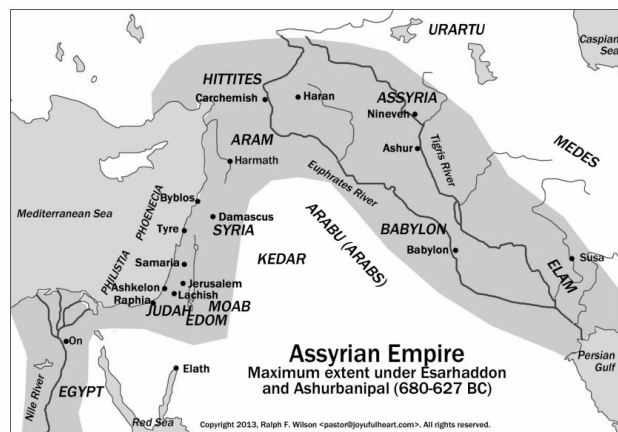 URARTU
Caspian
Sea
HITTITES
Carchemish
Haran
ASSYRIA
Nineveh
ARAM
Ashur
Tigris River
MEDES
Harmath
Euphrates River
Mediterranean Sea
PHOENECIA
Byblos
Damascus
Tyre
SYRIA
ARABU (ARABS)
BABYLON
Babylon
KEDAR
Susa
ELAM
PHILISTIA
Samaria
Ashkelon
Jerusalem
Raphia
Lachish
JUDAH
MOAB
EDOM
On
Assyrian Empire
Maximum extent under Esarhaddon
and Ashurbanipal (680-627 BC)
Persian
Gulf
Elath
EGYPT
Nile River
Red Sea
Copyright 2013, Ralph F. Wilson <pastor@joyfulheart.com>. All rights reserved.